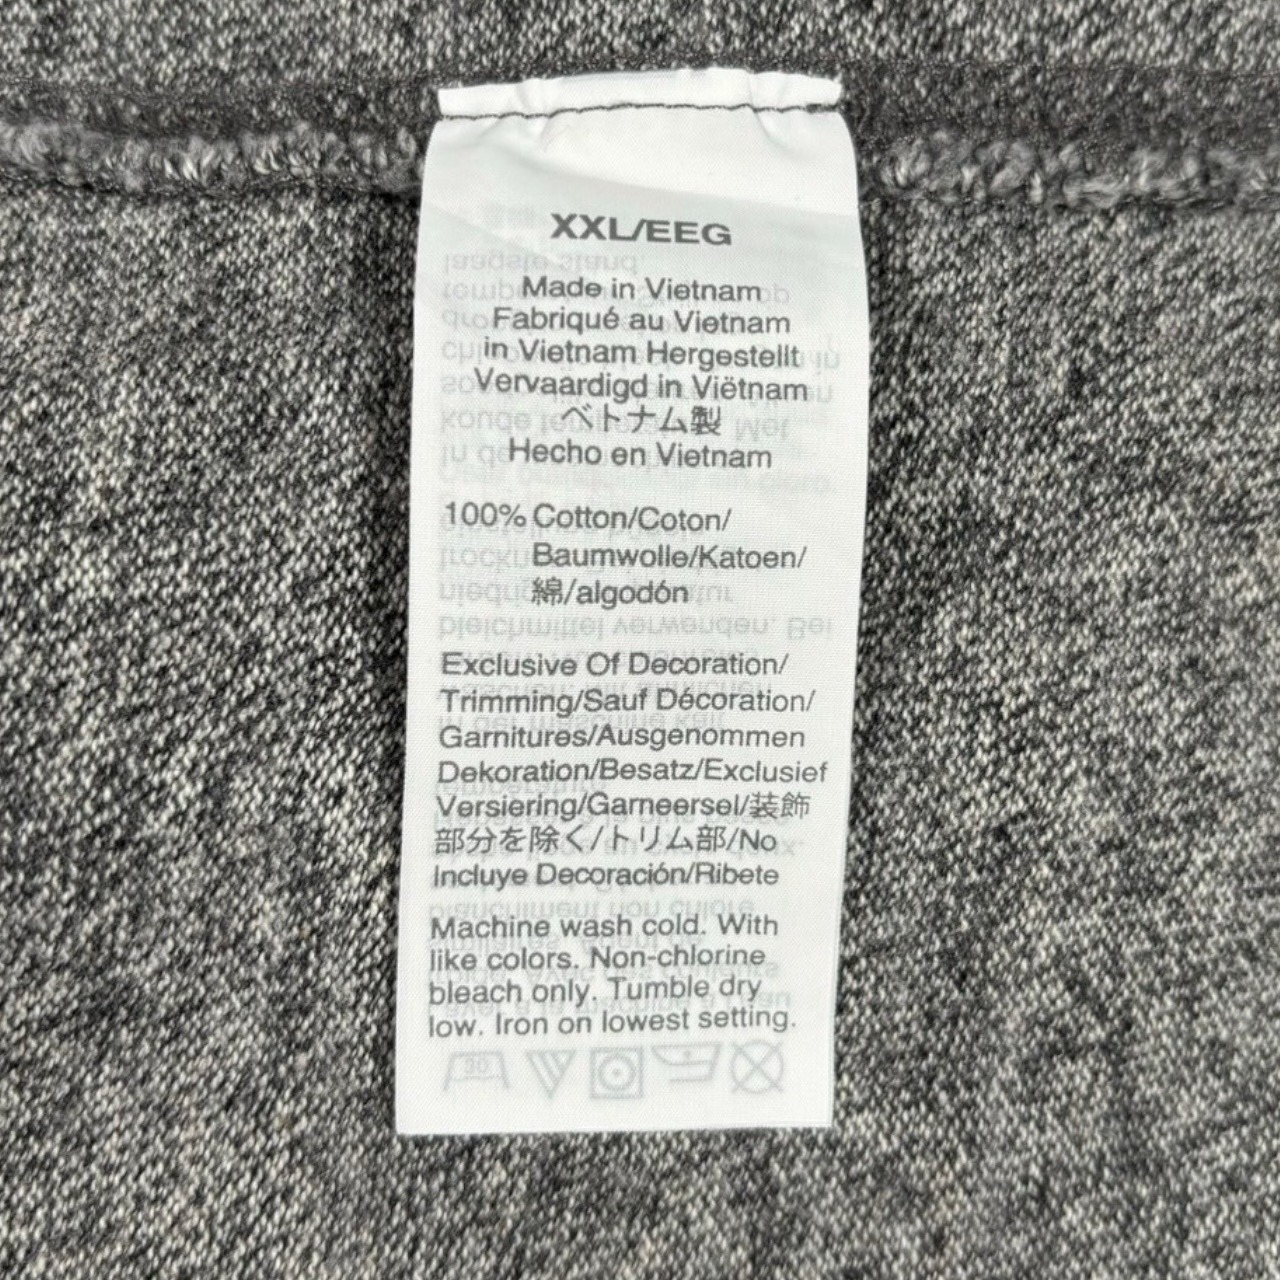 XXL/EEG
Made in Vietnam
Fabriqué au Vietnam
in Vietnam Hergestellt
Vervaardigd in Viëtnam
ベトナム製
Hecho en Vietnam
100% Cotton/Coton/
Baumwolle/Katoen/
綿/algodón
Exclusive Of Decoration/
Trimming/Sauf Décoration/
Garnitures/Ausgenommen
Dekoration/Besatz/Exclusief
Versiering/Garneersel/装飾
部分を除く/トリム部/No
Incluye Decoración/Ribete
Machine wash cold. With
like colors. Non-chlorine
bleach only. Tumble dry
low. Iron on lowest setting.